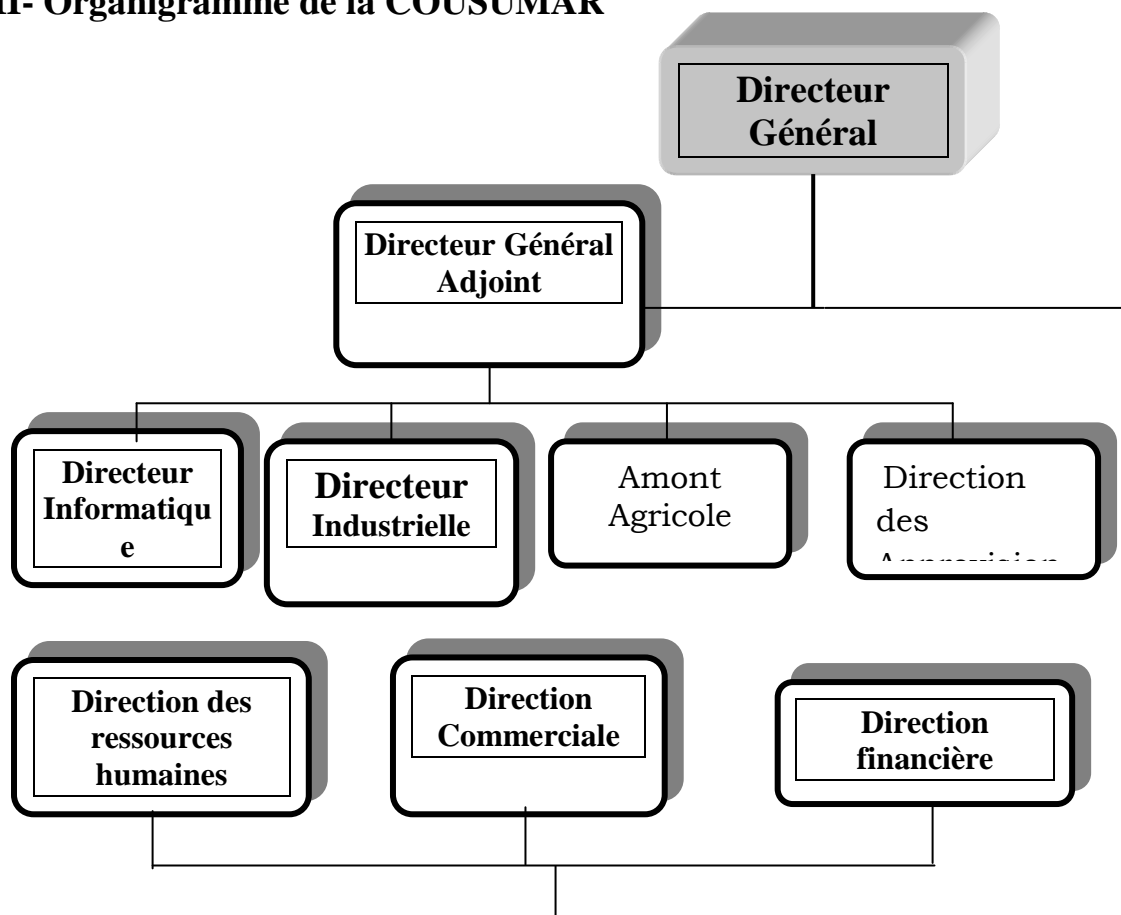 II- Organigramme de la COUSUMAR
Directeur
Général
Directeur Général
Adjoint
Directeur
Informatiqu
e
Directeur
Industrielle
Amont
Agricole
Direction
des
Approvision
Direction des
ressources
humaines
Direction
Commerciale
Direction
financière